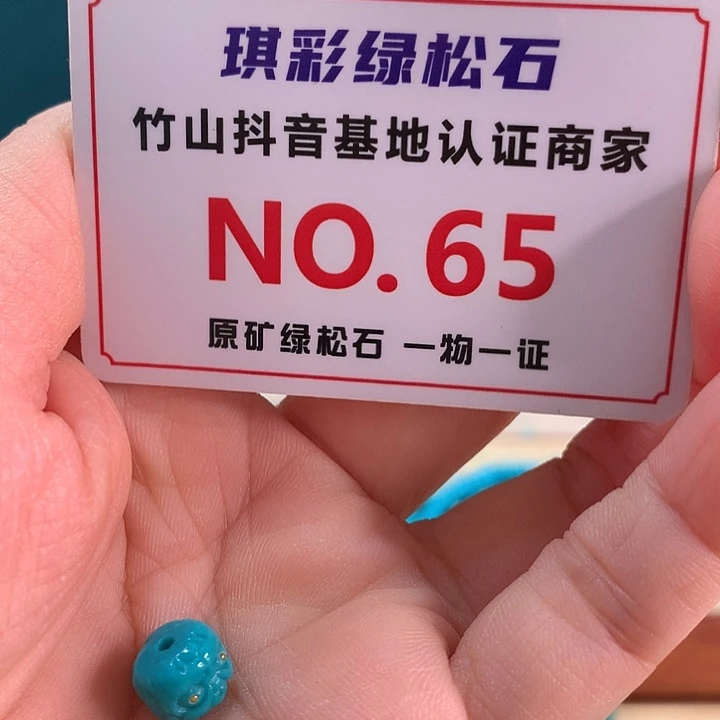 琪彩绿松石
竹山抖音基地认证商家
NO.65
原矿绿松石 一物一证